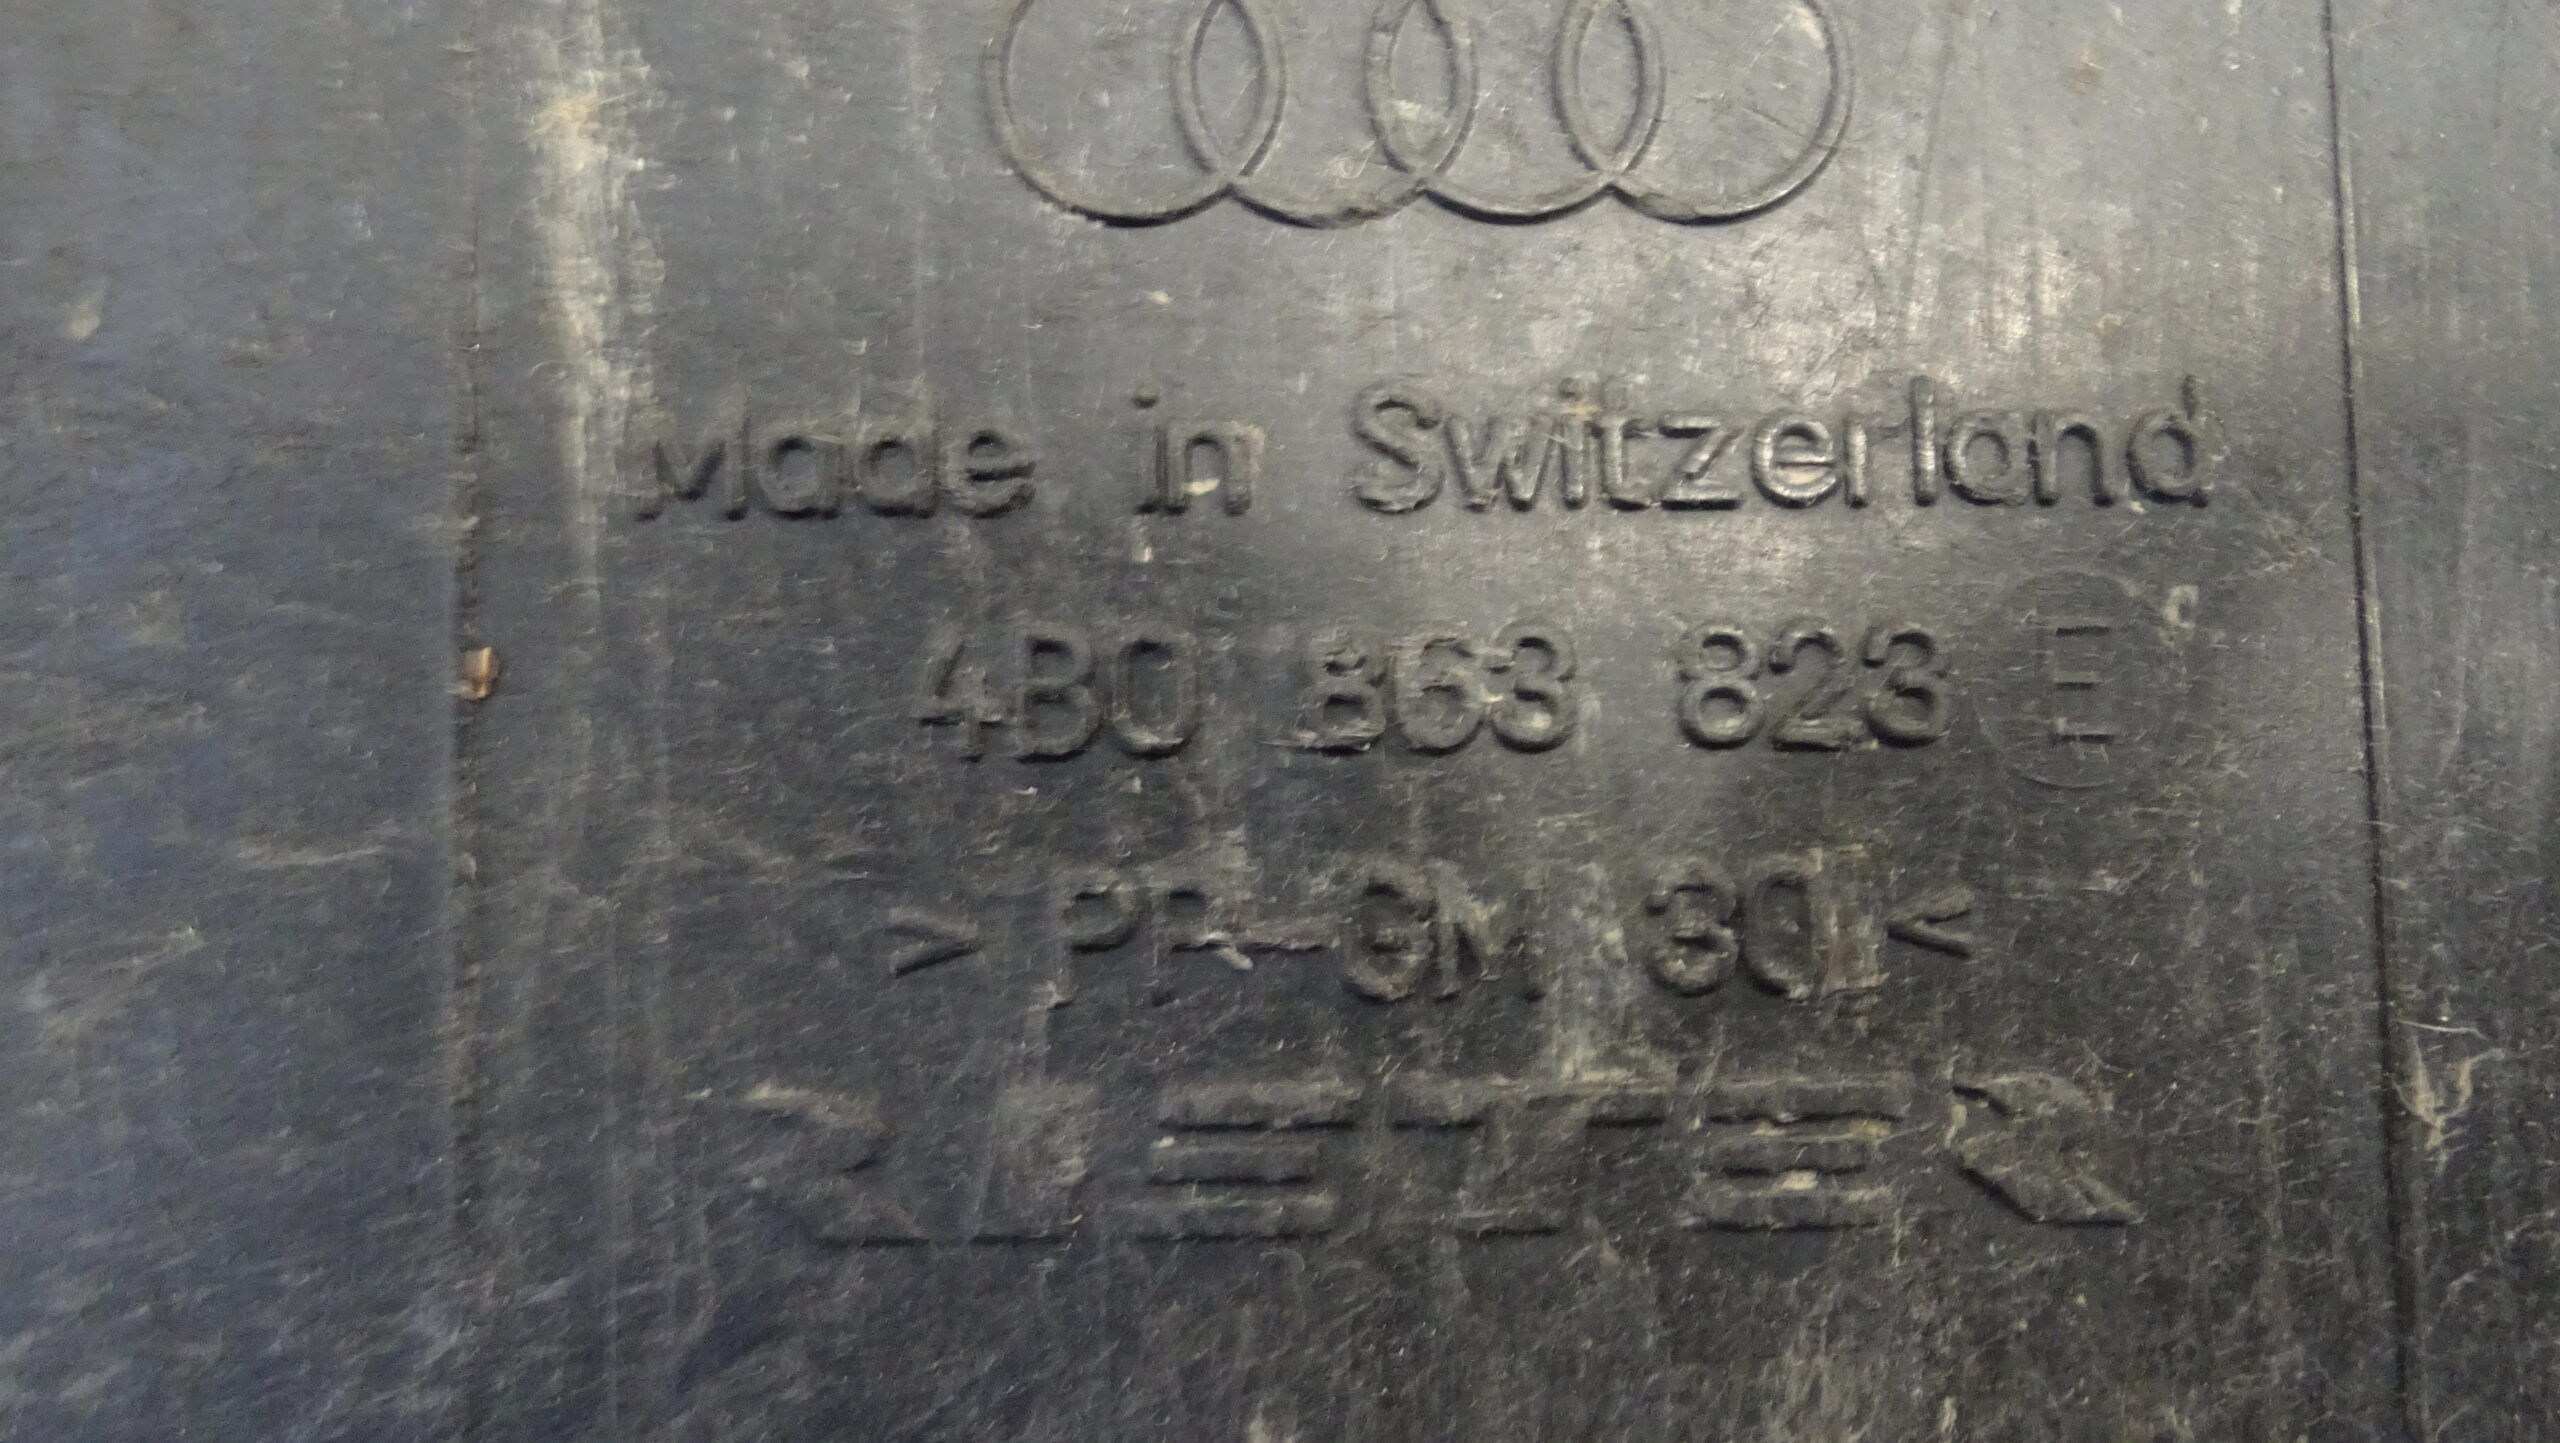 Made in Switzerland
4B0 863 823 E
>PP-GM 30<
RIETER